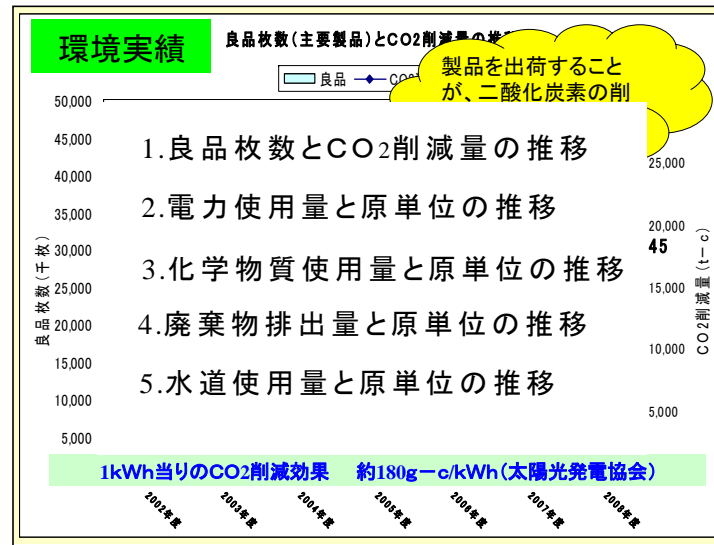 環境実績
良品枚数(主要製品)とCO2削減量の推
良品 CO
製品を出荷すること
が、二酸化炭素の削
50,000
45,000
40,000
35,000
30,000
25,000
20,000
15,000
10,000
5,000
良品枚数(千枚)
1.良品枚数とCO2削減量の推移
2.電力使用量と原単位の推移
3.化学物質使用量と原単位の推移
4.廃棄物排出量と原単位の推移
5.水道使用量と原単位の推移
25,000
20,000
45
15,000
10,000
5,000
CO2削減量(t-c)
1kWh当りのCO2削減効果 約180g-c/kWh(太陽光発電協会)
2002年度
2003年度
2004年度
2005年度
2006年度
2007年度
2008年度